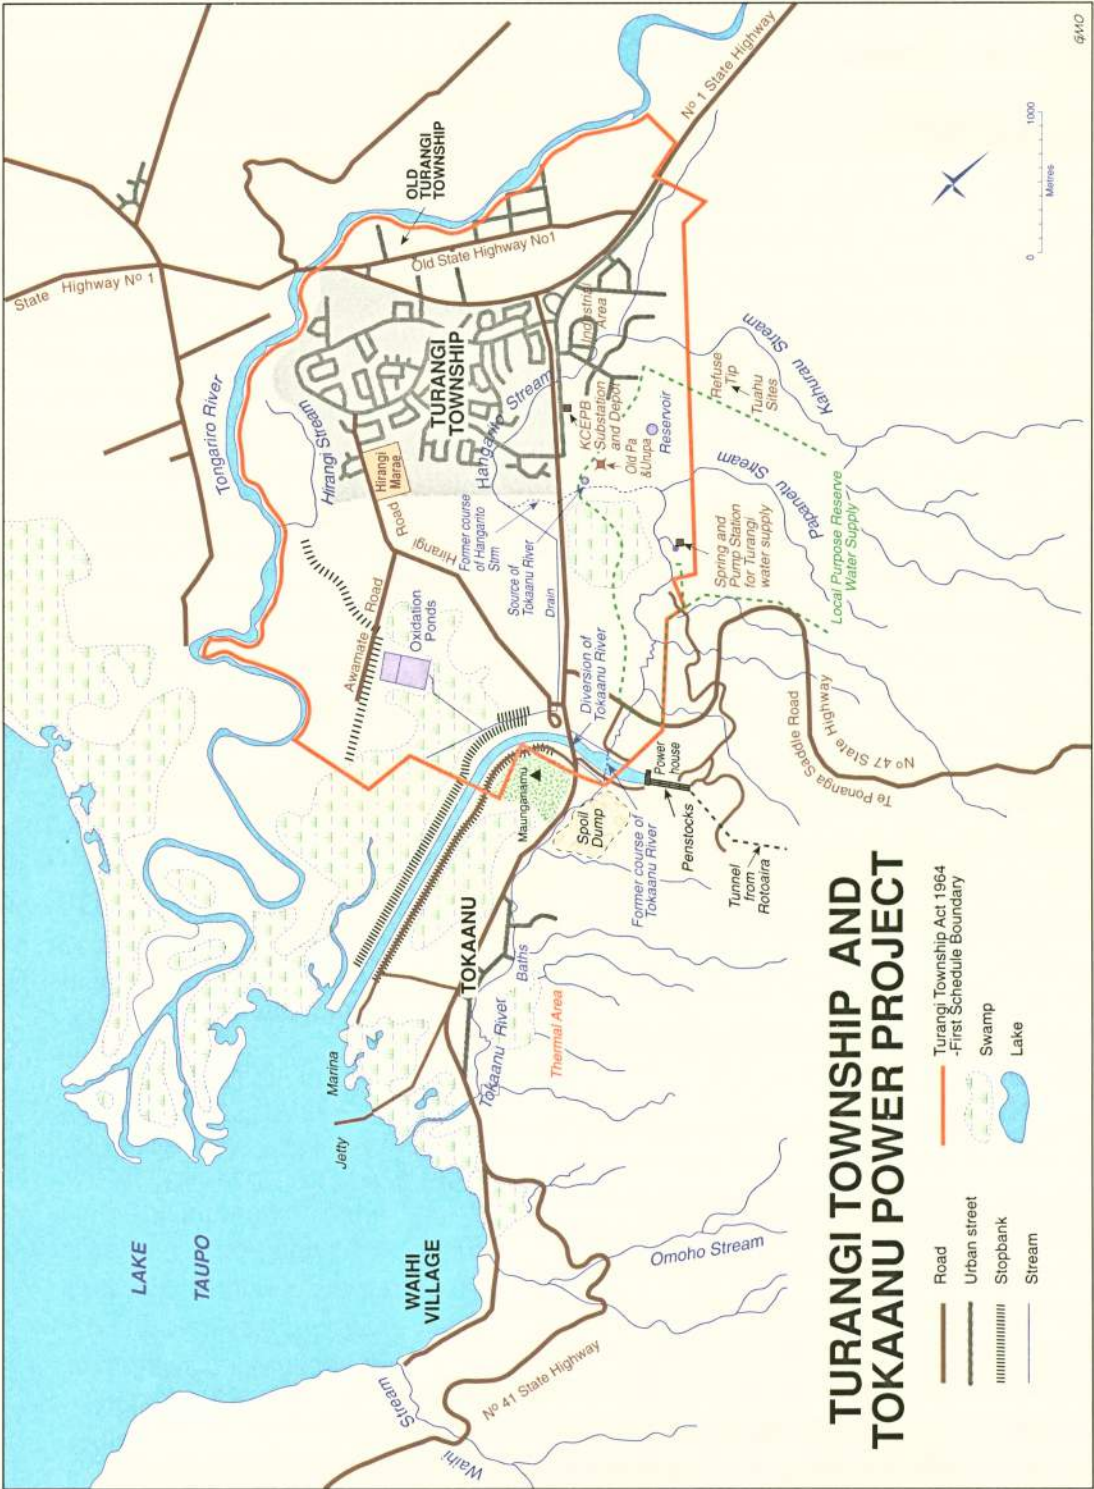 LAKE
TAUPO
WAIHI
VILLAGE
Waihi
Stream
Nº 41 State Highway
Omoho Stream
Jetty
Marina
TOKAANU
Tokaanu River
Baths
Thermal Area
Maunganamu
Spoil
Dump
Former course of
Tokaanu River
Penstocks
Power
house
Tunnel
from
Rotoaira
Diversion of
Tokaanu River
Te Ponanga Saddle Road
Nº 47 State Highway
Awamate Road
Oxidation
Ponds
Hirangi Road
Hirangi
Marae
Hirangi Stream
Tongariro River
Former course
of Hangarito
Strm
Source of
Tokaanu River
Drain
Hangarito Stream
TURANGI
TOWNSHIP
OLD
TURANGI
TOWNSHIP
Old State Highway No1
State Highway Nº 1
Nº 1 State Highway
Industrial
Area
KCEPB
Substation
and Depot
Old Pa
&Urupa
Reservoir
Refuse
Tip
Tuahu
Sites
Kahurau Stream
Papanetu Stream
Spring and
Pump Station
for Turangi
water supply
Local Purpose Reserve
Water Supply
0 1000
Metres
GMO
TURANGI TOWNSHIP AND
TOKAANU POWER PROJECT
Road
Urban street
Stopbank
Stream
Turangi Township Act 1964
-First Schedule Boundary
Swamp
Lake